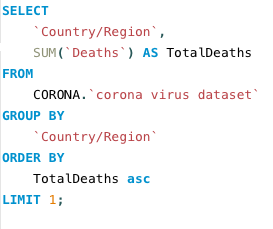 SELECT
    `Country/Region`,
    SUM(`Deaths`) AS TotalDeaths
FROM
    CORONA.`corona virus dataset`
GROUP BY
    `Country/Region`
ORDER BY
    TotalDeaths asc
LIMIT 1;